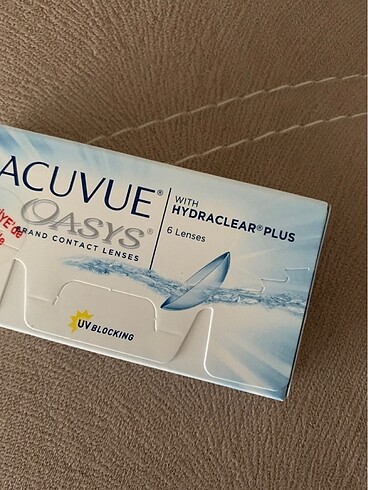 ACUVUE®
OASYS®
BRAND CONTACT LENSES
WITH
HYDRACLEAR® PLUS
6 Lenses
UV BLOCKING